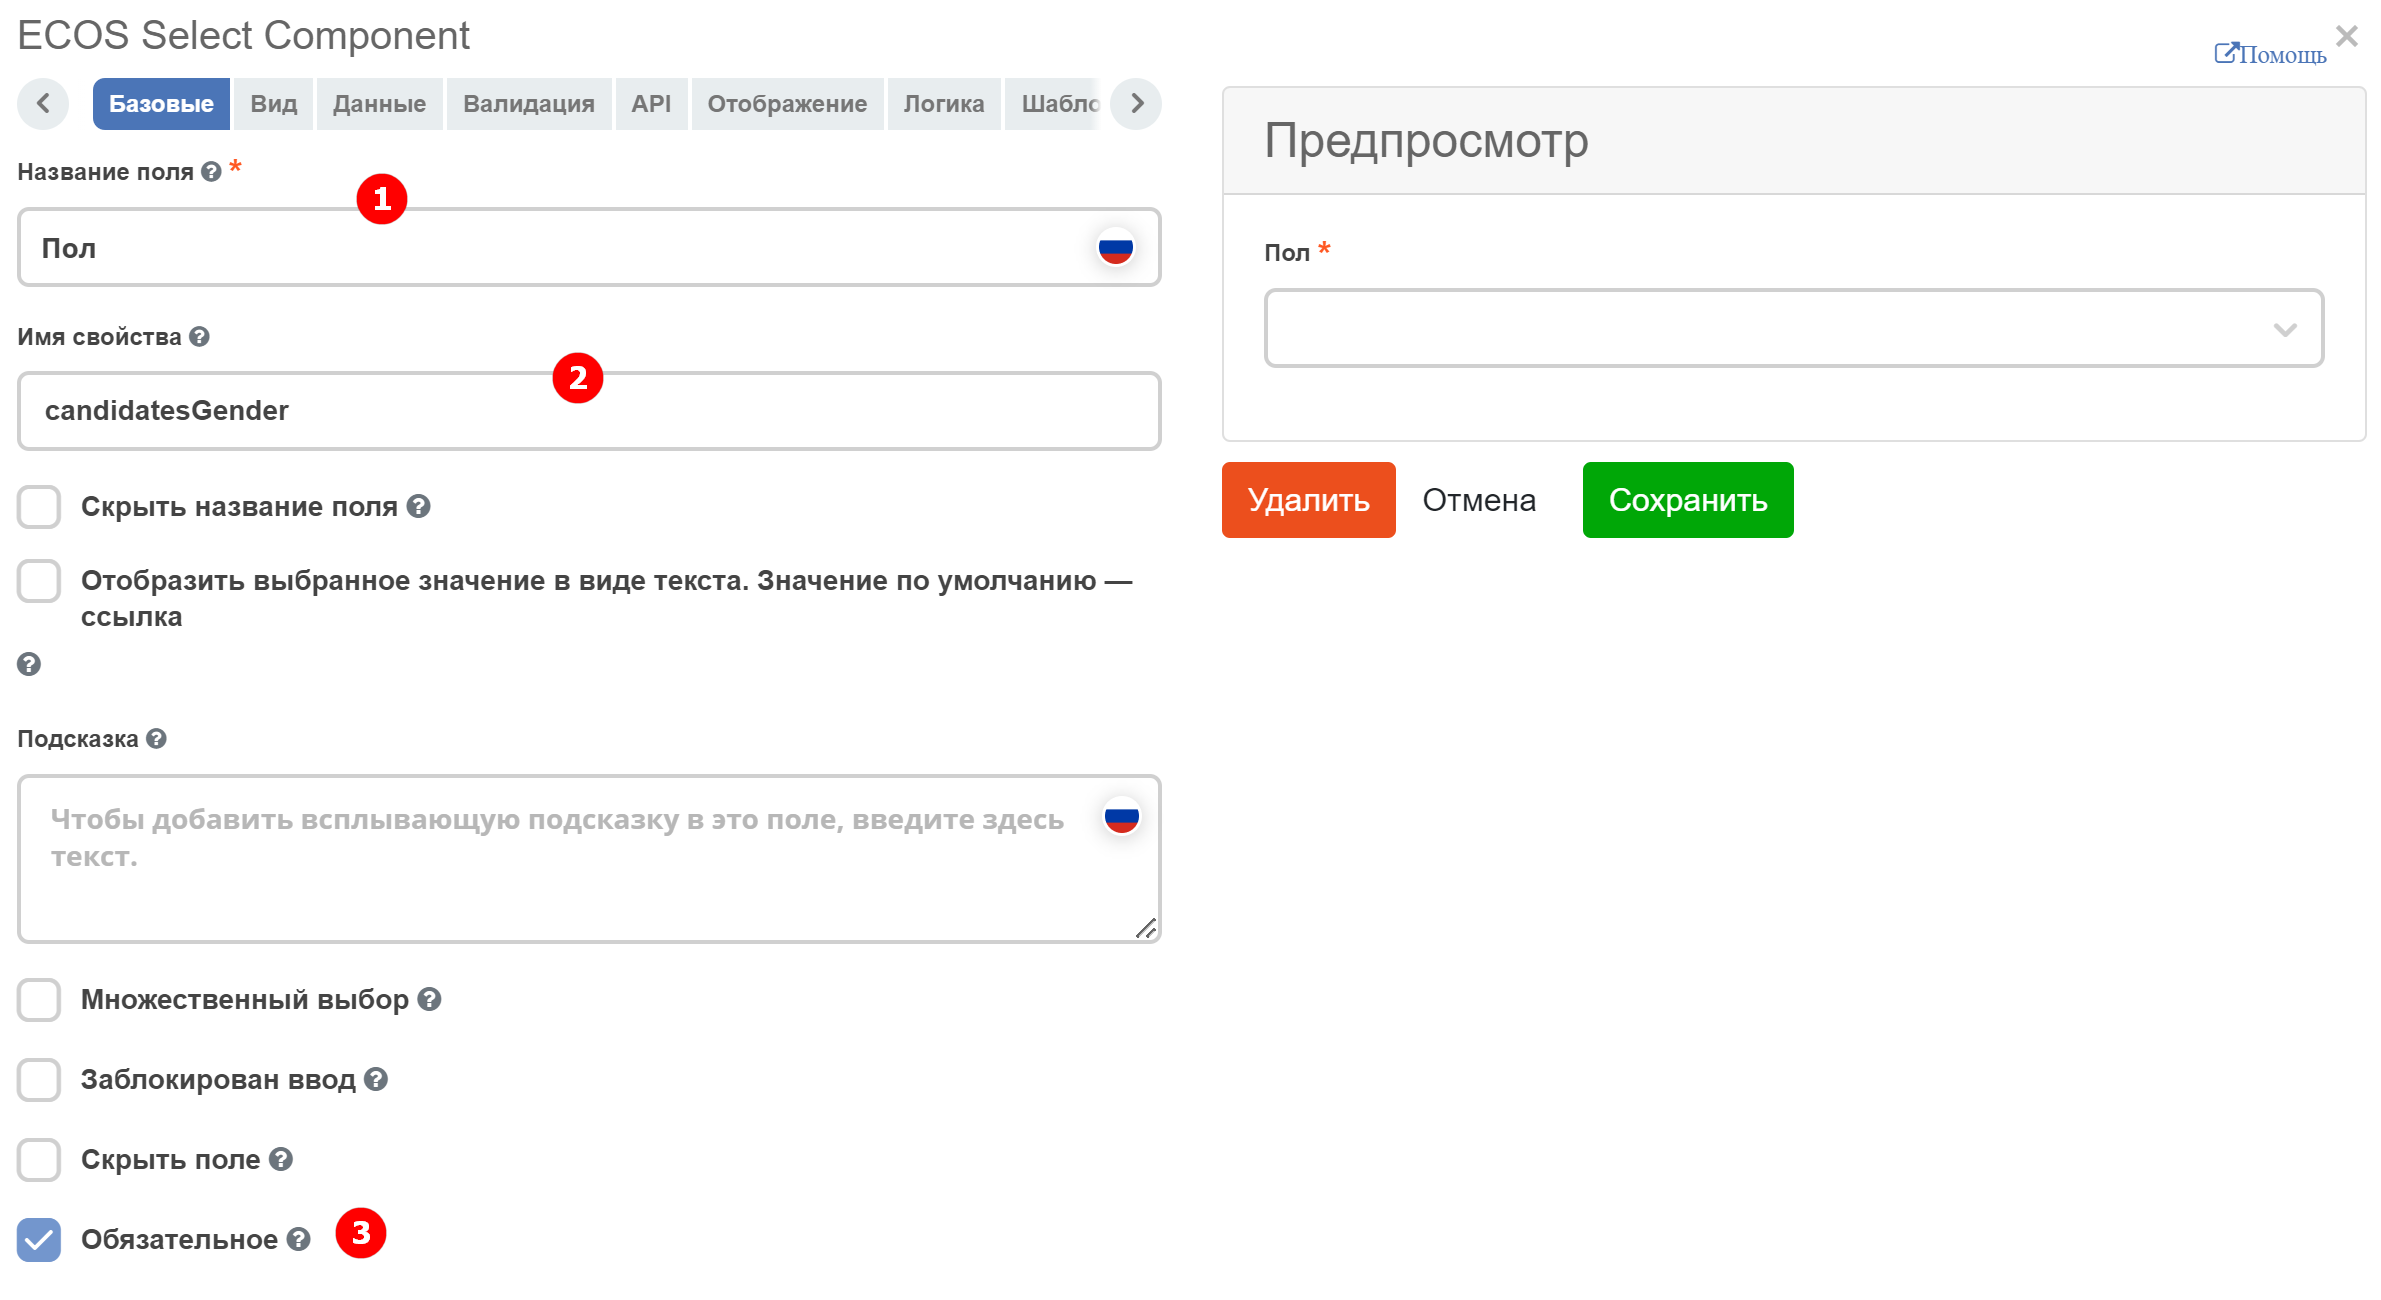 ECOS Select Component
Помощь
Базовые Вид Данные Валидация API Отображение Логика Шабло
Название поля ? *
1
Пол
Имя свойства ?
2
candidatesGender
Скрыть название поля ?
Отобразить выбранное значение в виде текста. Значение по умолчанию —
ссылка
?
Подсказка ?
Чтобы добавить всплывающую подсказку в это поле, введите здесь
текст.
Множественный выбор ?
Заблокирован ввод ?
Скрыть поле ?
Обязательное ? 3
Предпросмотр
Пол *
Удалить Отмена Сохранить